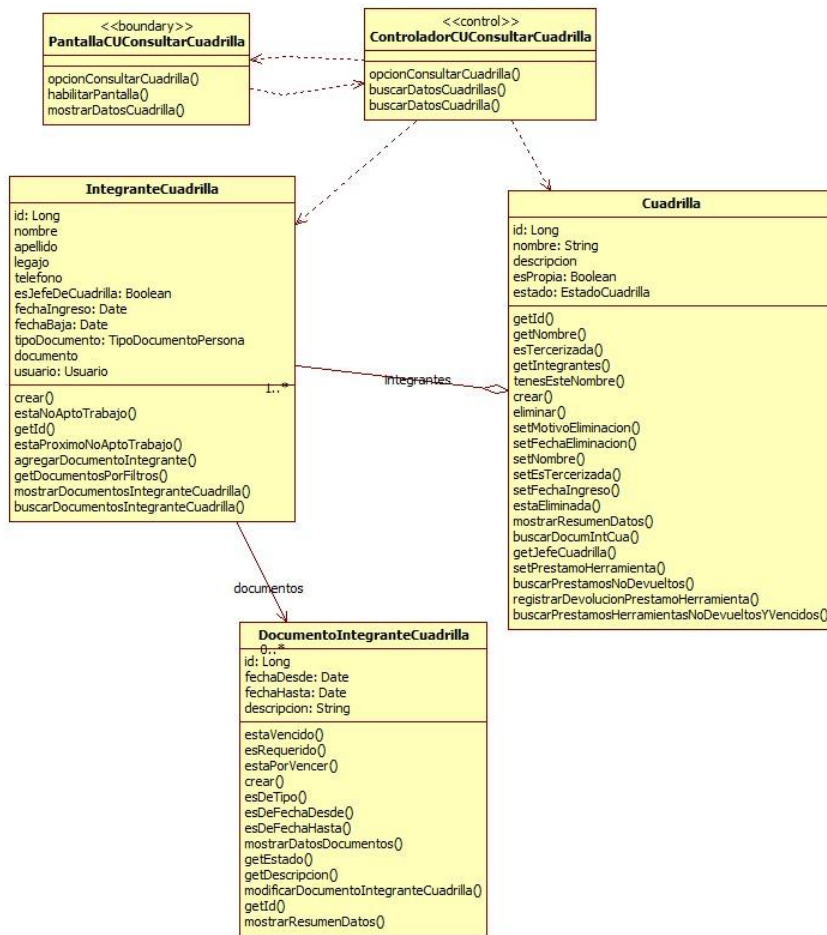 <<boundary>>
PantallaCUConsultarCuadrilla
opcionConsultarCuadrilla()
habilitarPantalla()
mostrarDatosCuadrilla()
<<control>>
ControladorCUConsultarCuadrilla
opcionConsultarCuadrilla()
buscarDatosCuadrillas()
buscarDatosCuadrilla()
IntegranteCuadrilla
id: Long
nombre
apellido
legajo
telefono
esJefeDeCuadrilla: Boolean
fechaIngreso: Date
fechaBaja: Date
tipoDocumento: TipoDocumentoPersona
documento
usuario: Usuario
1..*
crear()
estaNoAptoTrabajo()
getId()
estaProximoNoAptoTrabajo()
agregarDocumentoIntegrante()
getDocumentosPorFiltros()
mostrarDocumentosIntegranteCuadrilla()
buscarDocumentosIntegranteCuadrilla()
integrantes
Cuadrilla
id: Long
nombre: String
descripcion
esPropia: Boolean
estado: EstadoCuadrilla
getId()
getNombre()
esTercerizada()
getIntegrantes()
tenesEsteNombre()
crear()
eliminar()
setMotivoEliminacion()
setFechaEliminacion()
setNombre()
setEsTercerizada()
setFechaIngreso()
estaEliminada()
mostrarResumenDatos()
buscarDocumIntCua()
getJefeCuadrilla()
setPrestamoHerramienta()
buscarPrestamosNoDevueltos()
registrarDevoluciónPrestamoHerramienta()
buscarPrestamosHerramientasNoDevueltosYVencidos()
documentos
DocumentoIntegranteCuadrilla
0..*
id: Long
fechaDesde: Date
fechaHasta: Date
descripcion: String
estaVencido()
esRequerido()
estaPorVencer()
crear()
esDeTipo()
esDeFechaDesde()
esDeFechaHasta()
mostrarDatosDocumentos()
getEstado()
getDescripcion()
modificarDocumentoIntegranteCuadrilla()
getId()
mostrarResumenDatos()